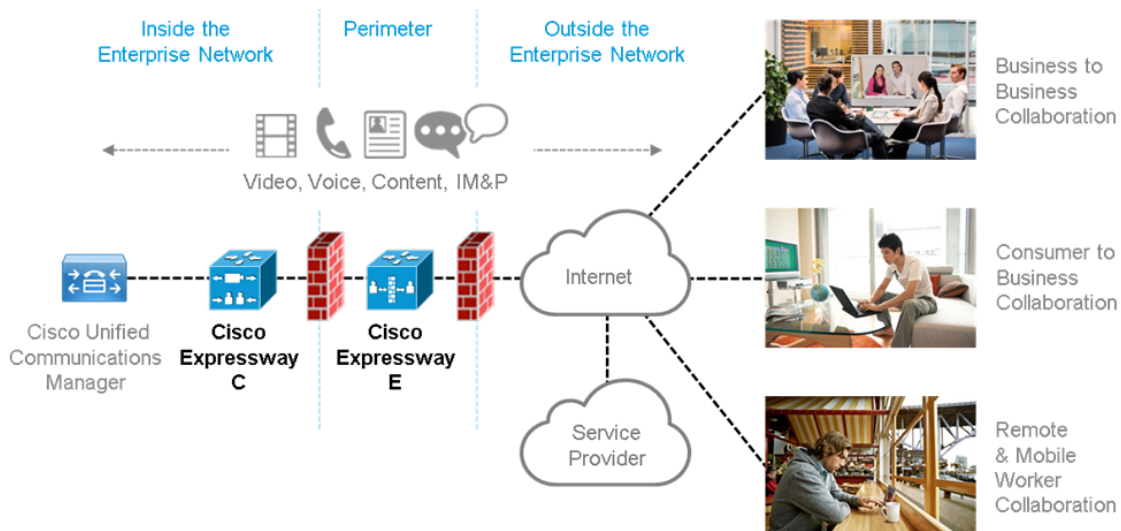 Inside the
Enterprise Network
Perimeter
Outside the
Enterprise Network
Video, Voice, Content, IM&P
Business to
Business
Collaboration
Internet
Consumer to
Business
Collaboration
Cisco Unified
Communications
Manager
Cisco
Expressway
C
Cisco
Expressway
E
Service
Provider
Remote
& Mobile
Worker
Collaboration